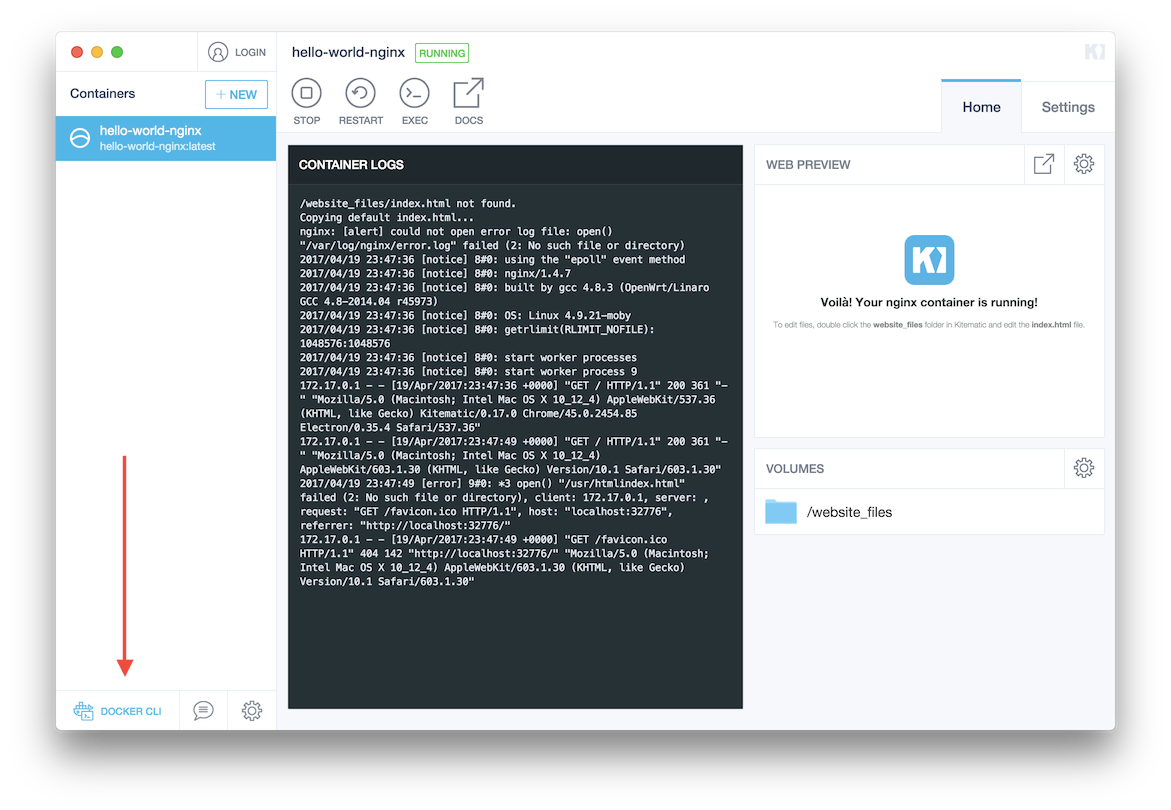 LOGIN
hello-world-nginx RUNNING
Containers
+ NEW
hello-world-nginx
hello-world-nginx:latest
STOP
RESTART
EXEC
DOCS
Home
Settings
CONTAINER LOGS
/website_files/index.html not found.
Copying default index.html...
nginx: [alert] could not open error log file: open()
"/var/log/nginx/error.log" failed (2: No such file or directory)
2017/04/19 23:47:36 [notice] 8#0: using the "epoll" event method
2017/04/19 23:47:36 [notice] 8#0: nginx/1.4.7
2017/04/19 23:47:36 [notice] 8#0: built by gcc 4.8.3 (OpenWrt/Linaro
GCC 4.8-2014.04 r45973)
2017/04/19 23:47:36 [notice] 8#0: OS: Linux 4.9.21-moby
2017/04/19 23:47:36 [notice] 8#0: getrlimit(RLIMIT_NOFILE):
1048576:1048576
2017/04/19 23:47:36 [notice] 8#0: start worker processes
2017/04/19 23:47:36 [notice] 8#0: start worker process 9
172.17.0.1 - - [19/Apr/2017:23:47:36 +0000] "GET / HTTP/1.1" 200 361 "-
" "Mozilla/5.0 (Macintosh; Intel Mac OS X 10_12_4) AppleWebKit/537.36
(KHTML, like Gecko) Kitematic/0.17.0 Chrome/45.0.2454.85
Electron/0.35.4 Safari/537.36"
172.17.0.1 - - [19/Apr/2017:23:47:49 +0000] "GET / HTTP/1.1" 200 361 "-
" "Mozilla/5.0 (Macintosh; Intel Mac OS X 10_12_4)
AppleWebKit/603.1.30 (KHTML, like Gecko) Version/10.1 Safari/603.1.30"
2017/04/19 23:47:49 [error] 9#0: *3 open() "/usr/htmlindex.html"
failed (2: No such file or directory), client: 172.17.0.1, server: ,
request: "GET /favicon.ico HTTP/1.1", host: "localhost:32776",
referrer: "http://localhost:32776/"
172.17.0.1 - - [19/Apr/2017:23:47:49 +0000] "GET /favicon.ico
HTTP/1.1" 404 142 "http://localhost:32776/" "Mozilla/5.0 (Macintosh;
Intel Mac OS X 10_12_4) AppleWebKit/603.1.30 (KHTML, like Gecko)
Version/10.1 Safari/603.1.30"
WEB PREVIEW
Voilà! Your nginx container is running!
To edit files, double click the website_files folder in Kitematic and edit the index.html file.
VOLUMES
/website_files
DOCKER CLI